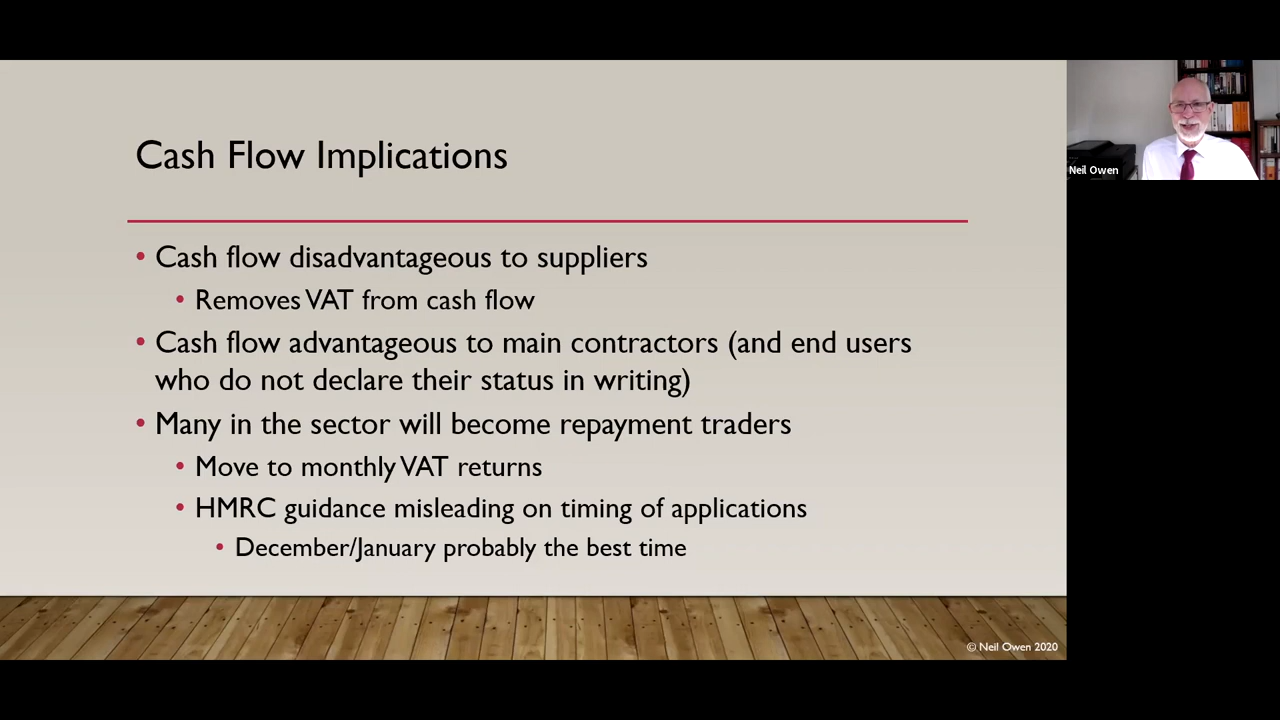 Cash Flow Implications
• Cash flow disadvantageous to suppliers
• Removes VAT from cash flow
• Cash flow advantageous to main contractors (and end users
who do not declare their status in writing)
• Many in the sector will become repayment traders
• Move to monthly VAT returns
• HMRC guidance misleading on timing of applications
• December/January probably the best time
© Neil Owen 2020
Neil Owen